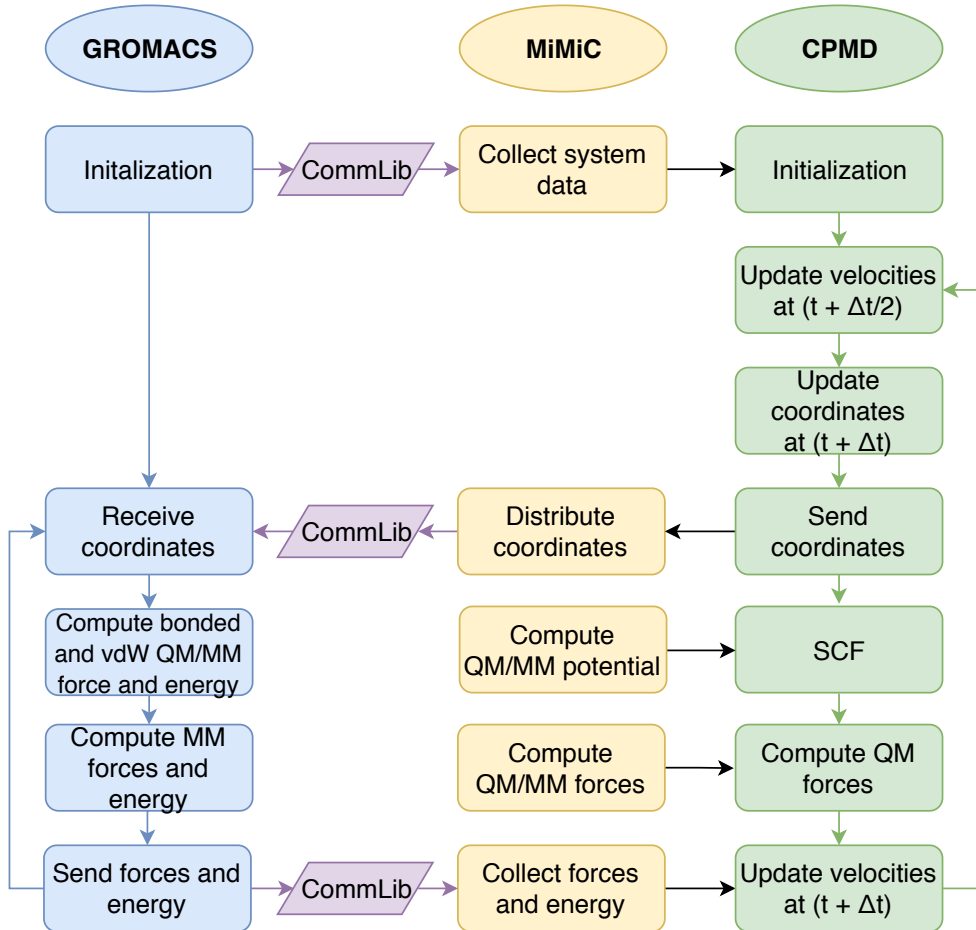 GROMACS
MiMiC
CPMD
Initalization
CommLib
Collect system
data
Initialization
Update velocities
at (t + Δt/2)
Update
coordinates
at (t + Δt)
Receive
coordinates
CommLib
Distribute
coordinates
Send
coordinates
Compute bonded
and vdW QM/MM
force and energy
Compute
QM/MM potential
SCF
Compute MM
forces and
energy
Compute
QM/MM forces
Compute QM
forces
Send forces and
energy
CommLib
Collect forces
and energy
Update velocities
at (t + Δt)